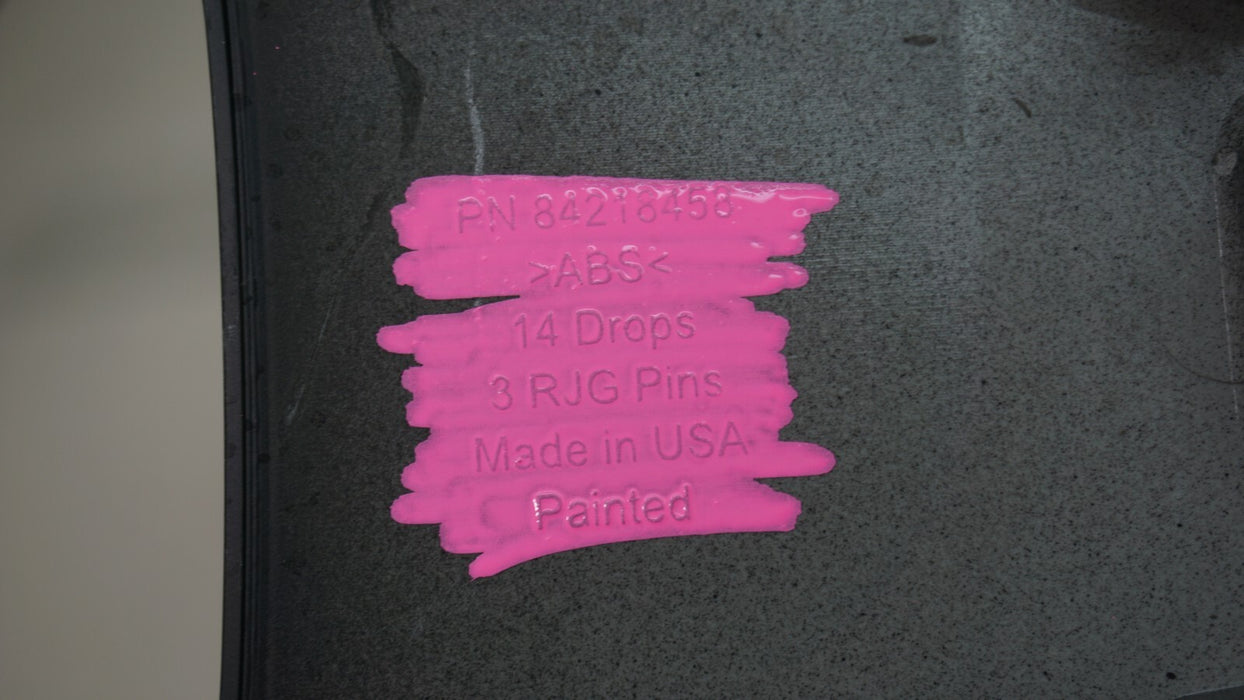 PN 84218458
>ABS<
14 Drops
3 RJG Pins
Made in USA
Painted